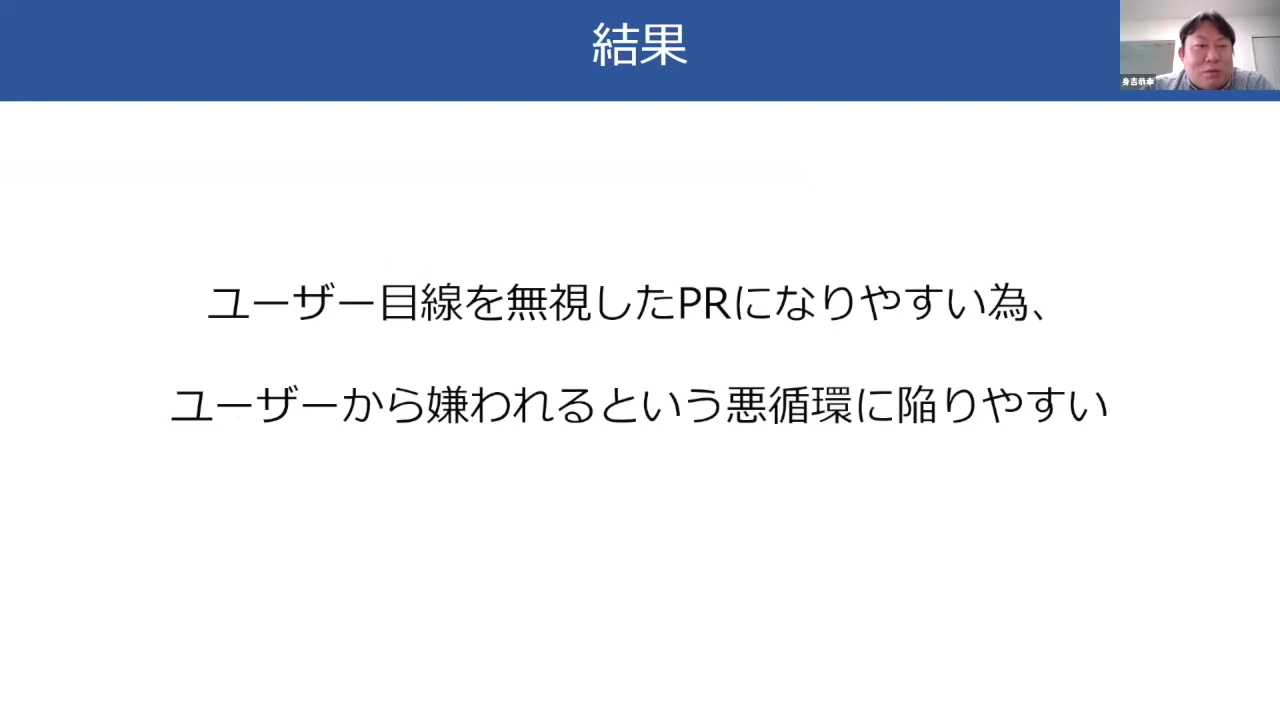 結果
ユーザー目線を無視したPRになりやすい為、
ユーザーから嫌われるという悪循環に陥りやすい